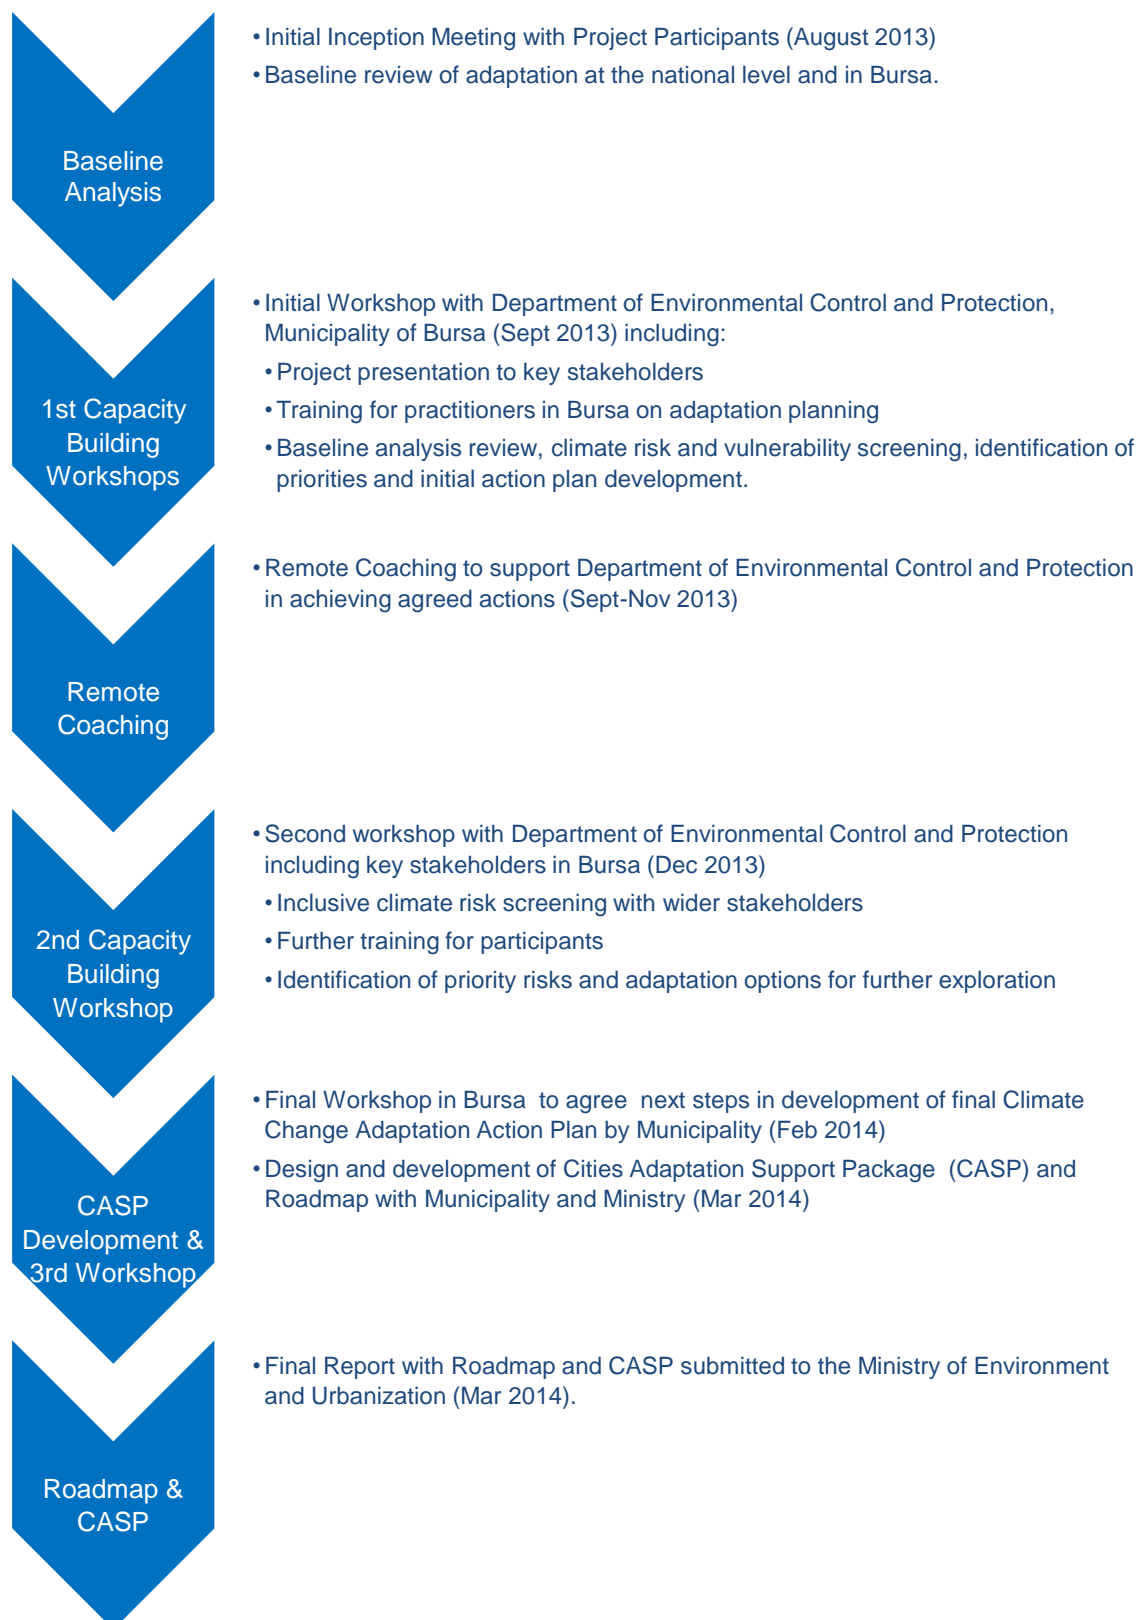 • Initial Inception Meeting with Project Participants (August 2013)
• Baseline review of adaptation at the national level and in Bursa.
Baseline
Analysis
• Initial Workshop with Department of Environmental Control and Protection,
Municipality of Bursa (Sept 2013) including:
• Project presentation to key stakeholders
• Training for practitioners in Bursa on adaptation planning
• Baseline analysis review, climate risk and vulnerability screening, identification of
priorities and initial action plan development.
1st Capacity
Building
Workshops
• Remote Coaching to support Department of Environmental Control and Protection
in achieving agreed actions (Sept-Nov 2013)
Remote
Coaching
• Second workshop with Department of Environmental Control and Protection
including key stakeholders in Bursa (Dec 2013)
• Inclusive climate risk screening with wider stakeholders
• Further training for participants
• Identification of priority risks and adaptation options for further exploration
2nd Capacity
Building
Workshop
• Final Workshop in Bursa to agree next steps in development of final Climate
Change Adaptation Action Plan by Municipality (Feb 2014)
• Design and development of Cities Adaptation Support Package (CASP) and
Roadmap with Municipality and Ministry (Mar 2014)
CASP
Development &
3rd Workshop
• Final Report with Roadmap and CASP submitted to the Ministry of Environment
and Urbanization (Mar 2014).
Roadmap &
CASP